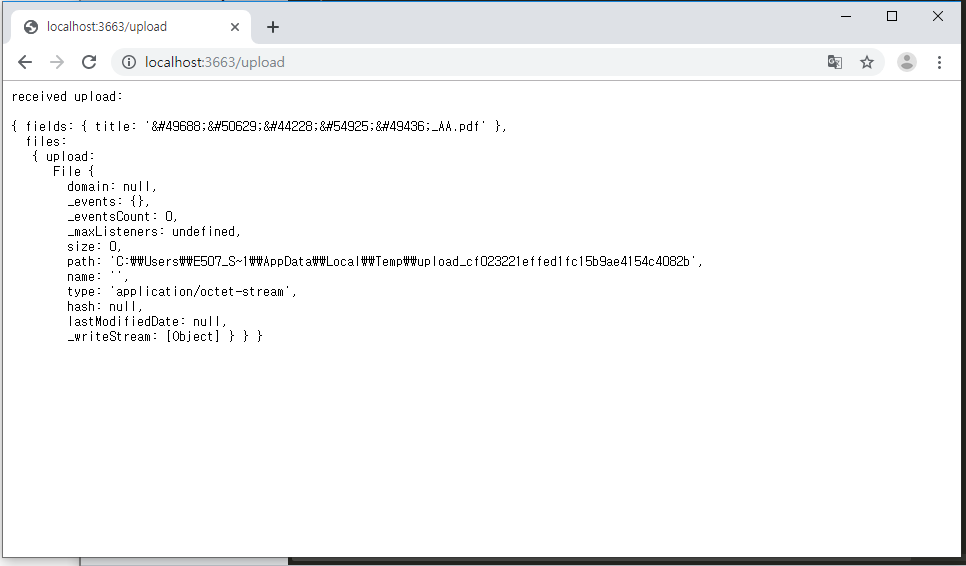 localhost:3663/upload
localhost:3663/upload
received upload:
{ fields: { title: '&#49688;&#50629;&#44228;&#54925;&#49436;_AA.pdf' },
files:
{ upload:
File {
domain: null,
_events: {},
_eventsCount: 0,
_maxListeners: undefined,
size: 0,
path: 'C:₩₩Users₩₩E507_S~1₩₩AppData₩₩Local₩₩Temp₩₩upload_cf023221effed1fc15b9ae4154c4082b',
name: '',
type: 'application/octet-stream',
hash: null,
lastModifiedDate: null,
_writeStream: [Object] } } }